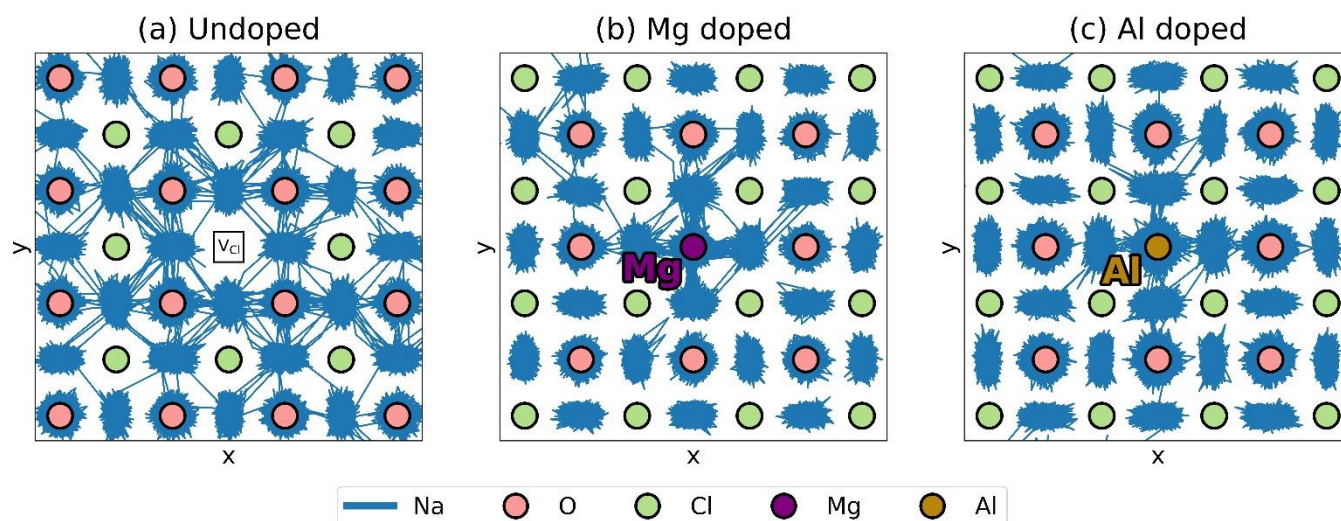 (a) Undoped (b) Mg doped (c) Al doped
V_Cl
y y y
Mg Al
x x x
Na O Cl Mg Al